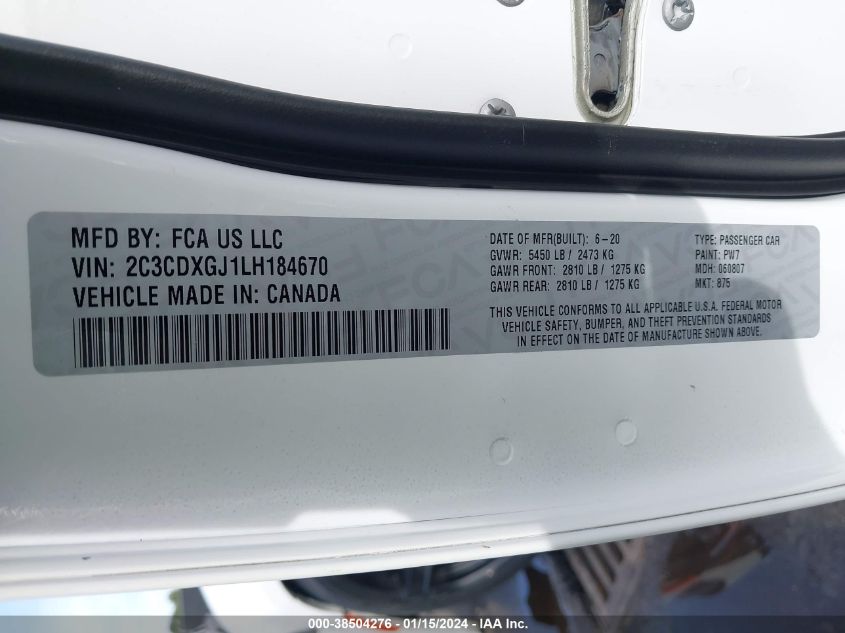 MFD BY: FCA US LLC
VIN: 2C3CDXGJ1LH184670
VEHICLE MADE IN: CANADA
DATE OF MFR(BUILT): 6-20
GVWR: 5450 LB / 2473 KG
GAWR FRONT: 2810 LB / 1275 KG
GAWR REAR: 2810 LB / 1275 KG
TYPE: PASSENGER CAR
PAINT: PW7
MDH: 060807
MKT: 875
THIS VEHICLE CONFORMS TO ALL APPLICABLE U.S.A. FEDERAL MOTOR
VEHICLE SAFETY, BUMPER, AND THEFT PREVENTION STANDARDS
IN EFFECT ON THE DATE OF MANUFACTURE SHOWN ABOVE.
000-38504276 - 01/15/2024 - IAAI.COM